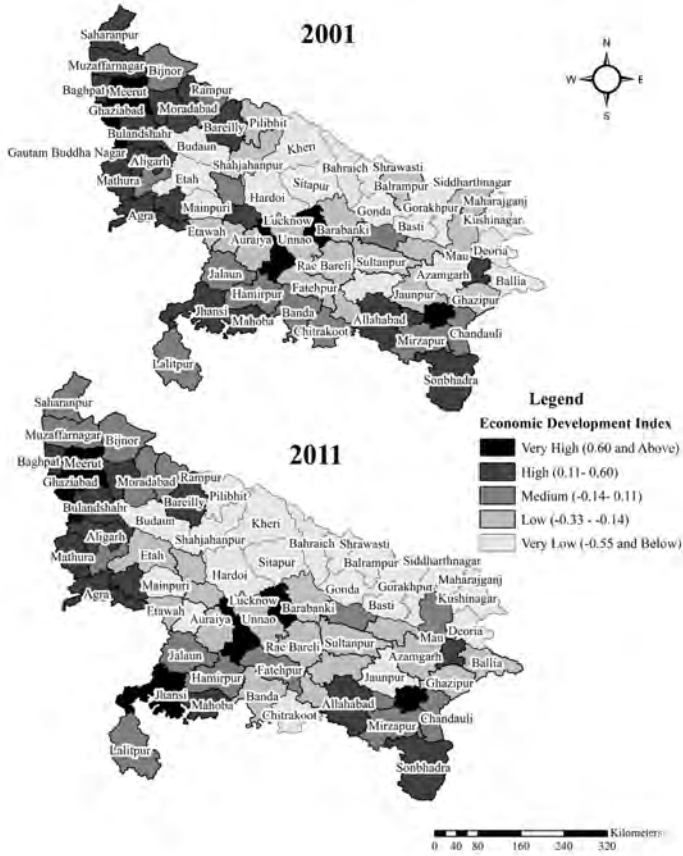 2001
N
W E
S
Saharanpur
Muzaffarnagar
Bijnor
Baghpat Meerut
Rampur
Ghaziabad
Moradabad
Bulandshahr
Bareilly
Pilibhit
Kheri
Gautam Buddha Nagar
Budaun
Aligarh
Shahjahanpur
Bahraich
Shrawasti
Mathura
Etah
Sitapur
Balrampur
Siddharthnagar
Hardoi
Maharajganj
Agra
Mainpuri
Gonda
Gorakhpur
Kushinagar
Lucknow
Etawah
Barabanki
Basti
Auraiya
Unnao
Deoria
Mau
Rae Bareli
Sultanpur
Azamgarh
Ballia
Jalaun
Fatehpur
Jaunpur
Ghazipur
Hamirpur
Jhansi
Banda
Allahabad
Mahoba
Chandauli
Chitrakoot
Mirzapur
Lalitpur
Sonbhadra
Legend
Economic Development Index
Very High (0.60 and Above)
High (0.11- 0.60)
Medium (-0.14- 0.11)
Low (-0.33 - -0.14)
Very Low (-0.55 and Below)
2011
Saharanpur
Muzaffarnagar
Bijnor
Baghpat Meerut
Rampur
Ghaziabad
Moradabad
Pilibhit
Bareilly
Bulandshahr
Kheri
Budaun
Aligarh
Shahjahanpur
Bahraich
Shrawasti
Mathura
Etah
Sitapur
Balrampur
Siddharthnagar
Hardoi
Maharajganj
Agra
Mainpuri
Gonda
Gorakhpur
Kushinagar
Lucknow
Etawah
Barabanki
Basti
Auraiya
Unnao
Deoria
Mau
Rae Bareli
Sultanpur
Jalaun
Azamgarh
Ballia
Fatehpur
Jaunpur
Hamirpur
Ghazipur
Jhansi
Banda
Mahoba
Allahabad
Chitrakoot
Chandauli
Mirzapur
Lalitpur
Sonbhadra
Kilometers
0 40 80 160 240 320